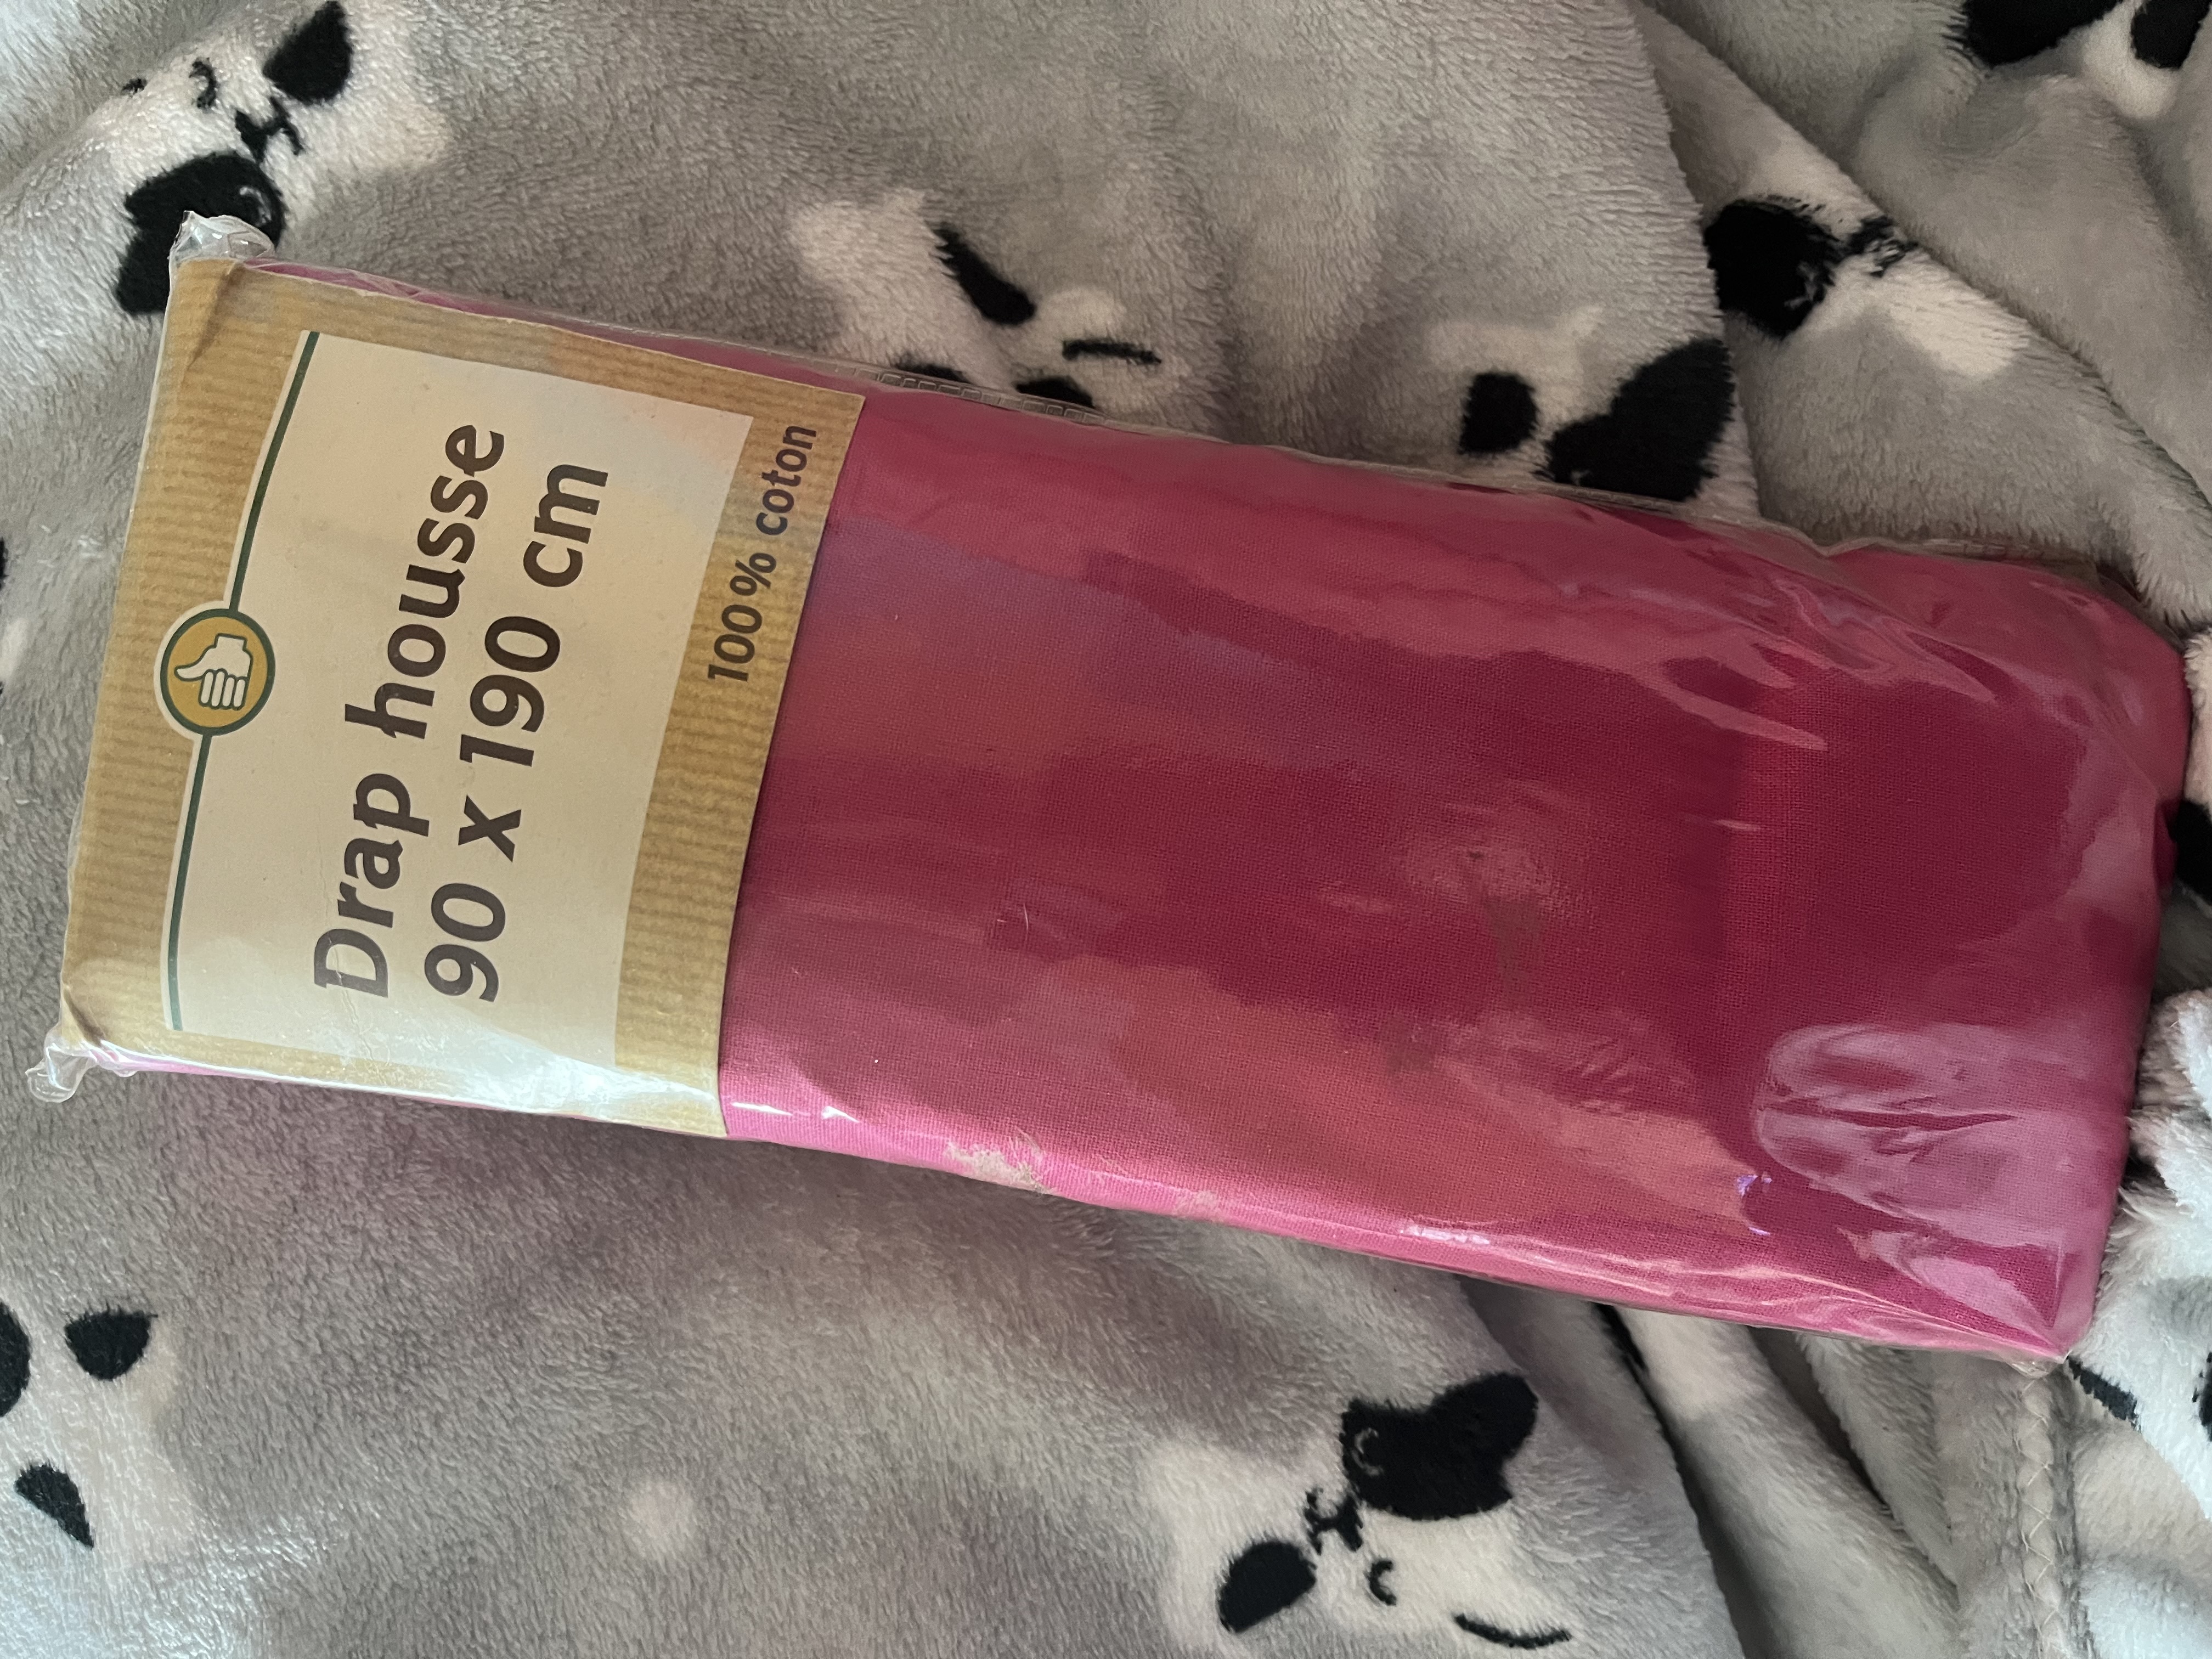 Drap housse
90 x 190 cm
100% coton